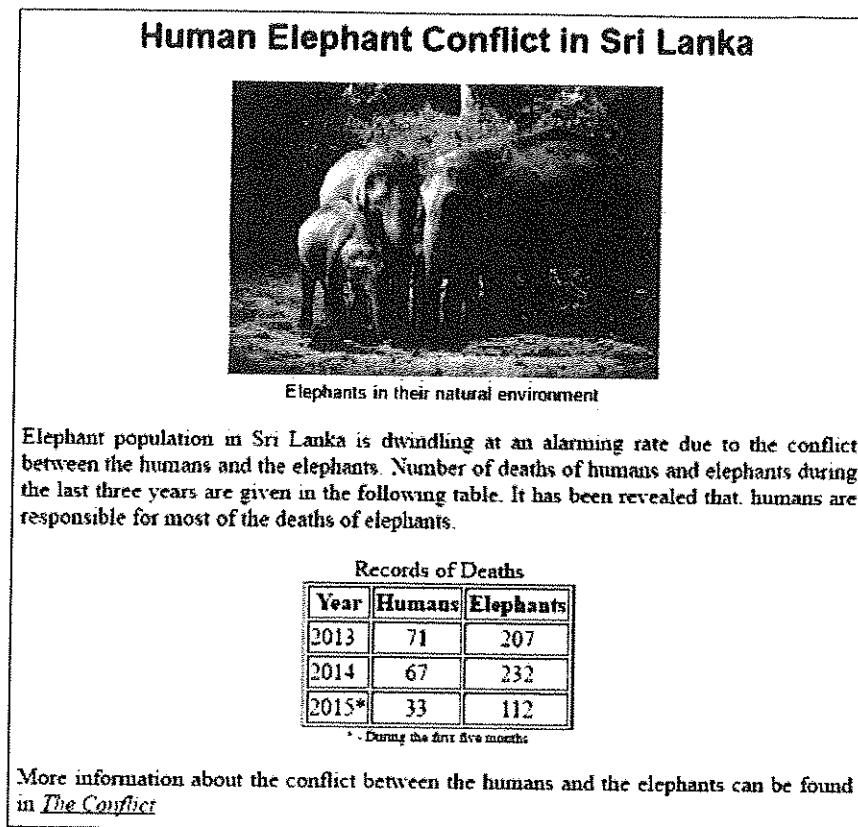 Human Elephant Conflict in Sri Lanka
Elephants in their natural environment
Elephant population in Sri Lanka is dwindling at an alarming rate due to the conflict
between the humans and the elephants. Number of deaths of humans and elephants during
the last three years are given in the following table. It has been revealed that. humans are
responsible for most of the deaths of elephants.
Records of Deaths
Year Humans Elephants
2013 71 207
2014 67 232
2015* 33 112
* - During the first five months
More information about the conflict between the humans and the elephants can be found
in The Conflict